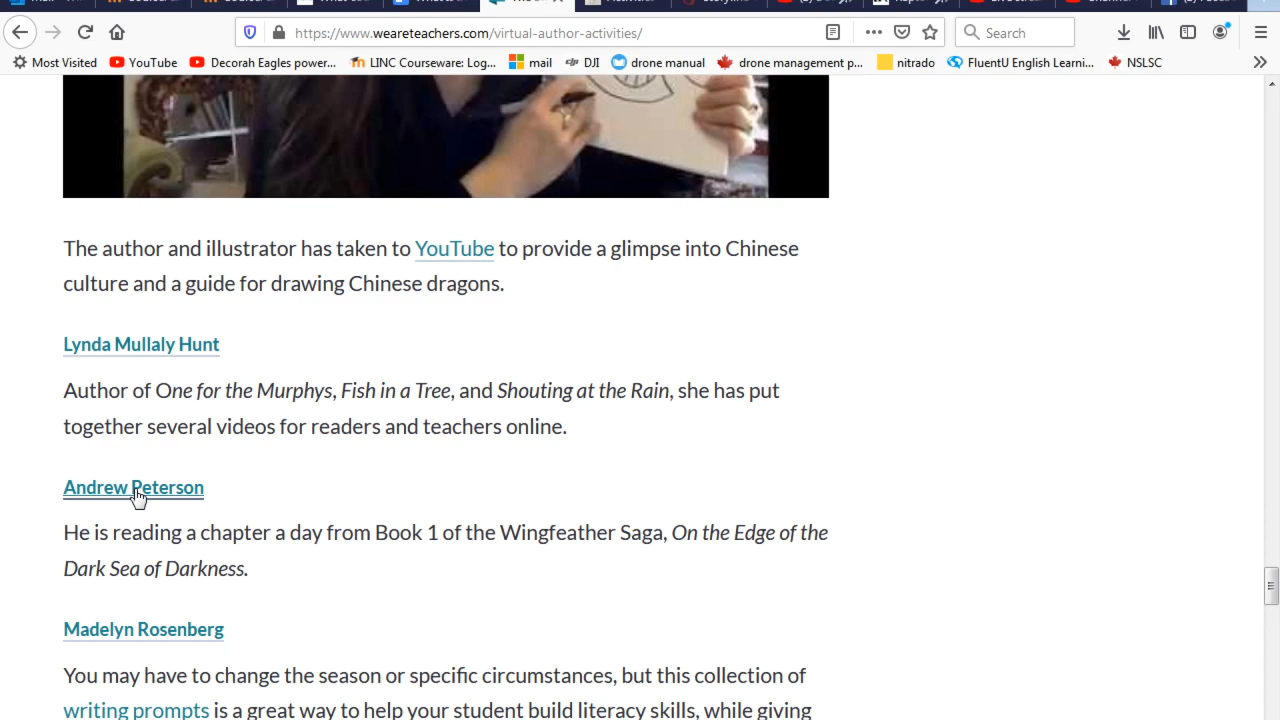 https://www.weareteachers.com/virtual-author-activities/
Search
Most Visited
YouTube
Decorah Eagles power...
LINC Courseware: Log...
mail
DJI
drone manual
drone management p...
nitrado
FluentU English Learni...
NSLSC
The author and illustrator has taken to YouTube to provide a glimpse into Chinese
culture and a guide for drawing Chinese dragons.
Lynda Mullaly Hunt
Author of One for the Murphys, Fish in a Tree, and Shouting at the Rain, she has put
together several videos for readers and teachers online.
Andrew Peterson
He is reading a chapter a day from Book 1 of the Wingfeather Saga, On the Edge of the
Dark Sea of Darkness.
Madelyn Rosenberg
You may have to change the season or specific circumstances, but this collection of
writing prompts is a great way to help your student build literacy skills, while giving